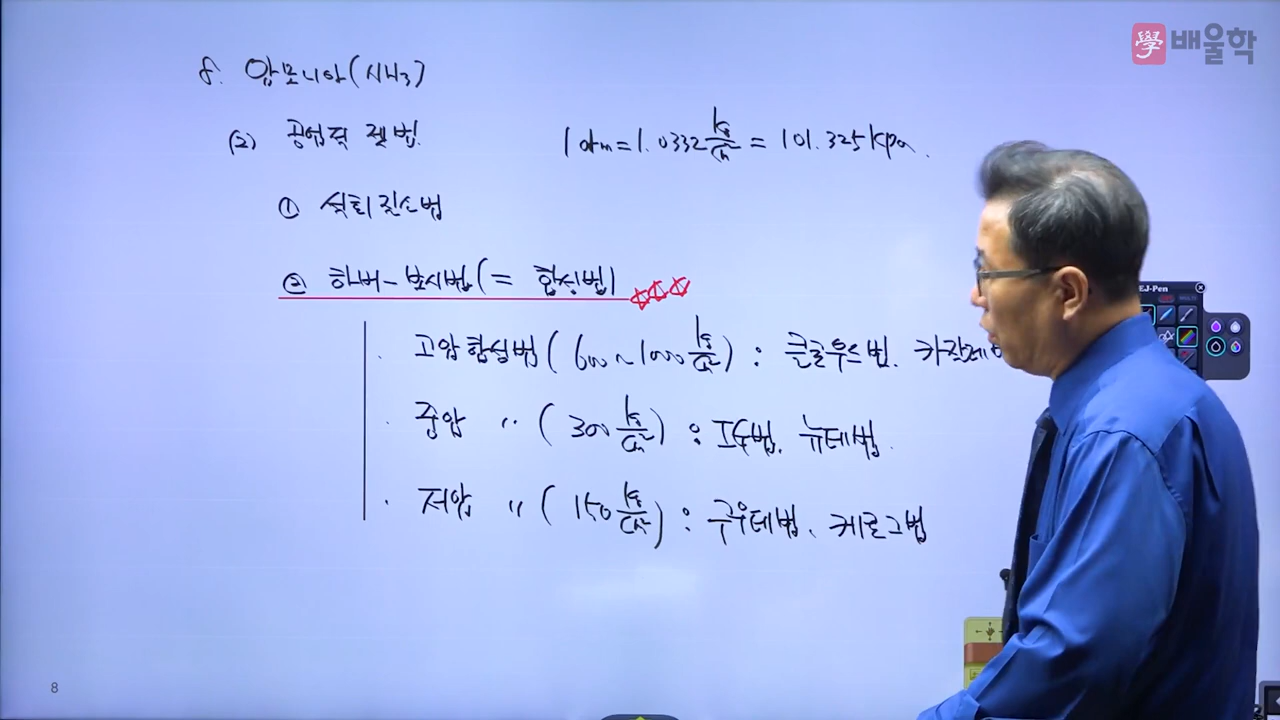 學 배울학
8. 암모니아(NH3)
(2) 공업적 제법.
1atm = 1.0332 kg/cm² = 101.325 kPa.
① 석회질소법
② 하버-보시법(= 합성법)
· 고압합성법 (600~1000 kg/cm²) : 클로우드법, 카자레
· 중압 〃 (300 kg/cm²) : IG법, 뉴데법.
· 저압 〃 (150 kg/cm²) : 구우데법, 케로그법
EJ-Pen
8